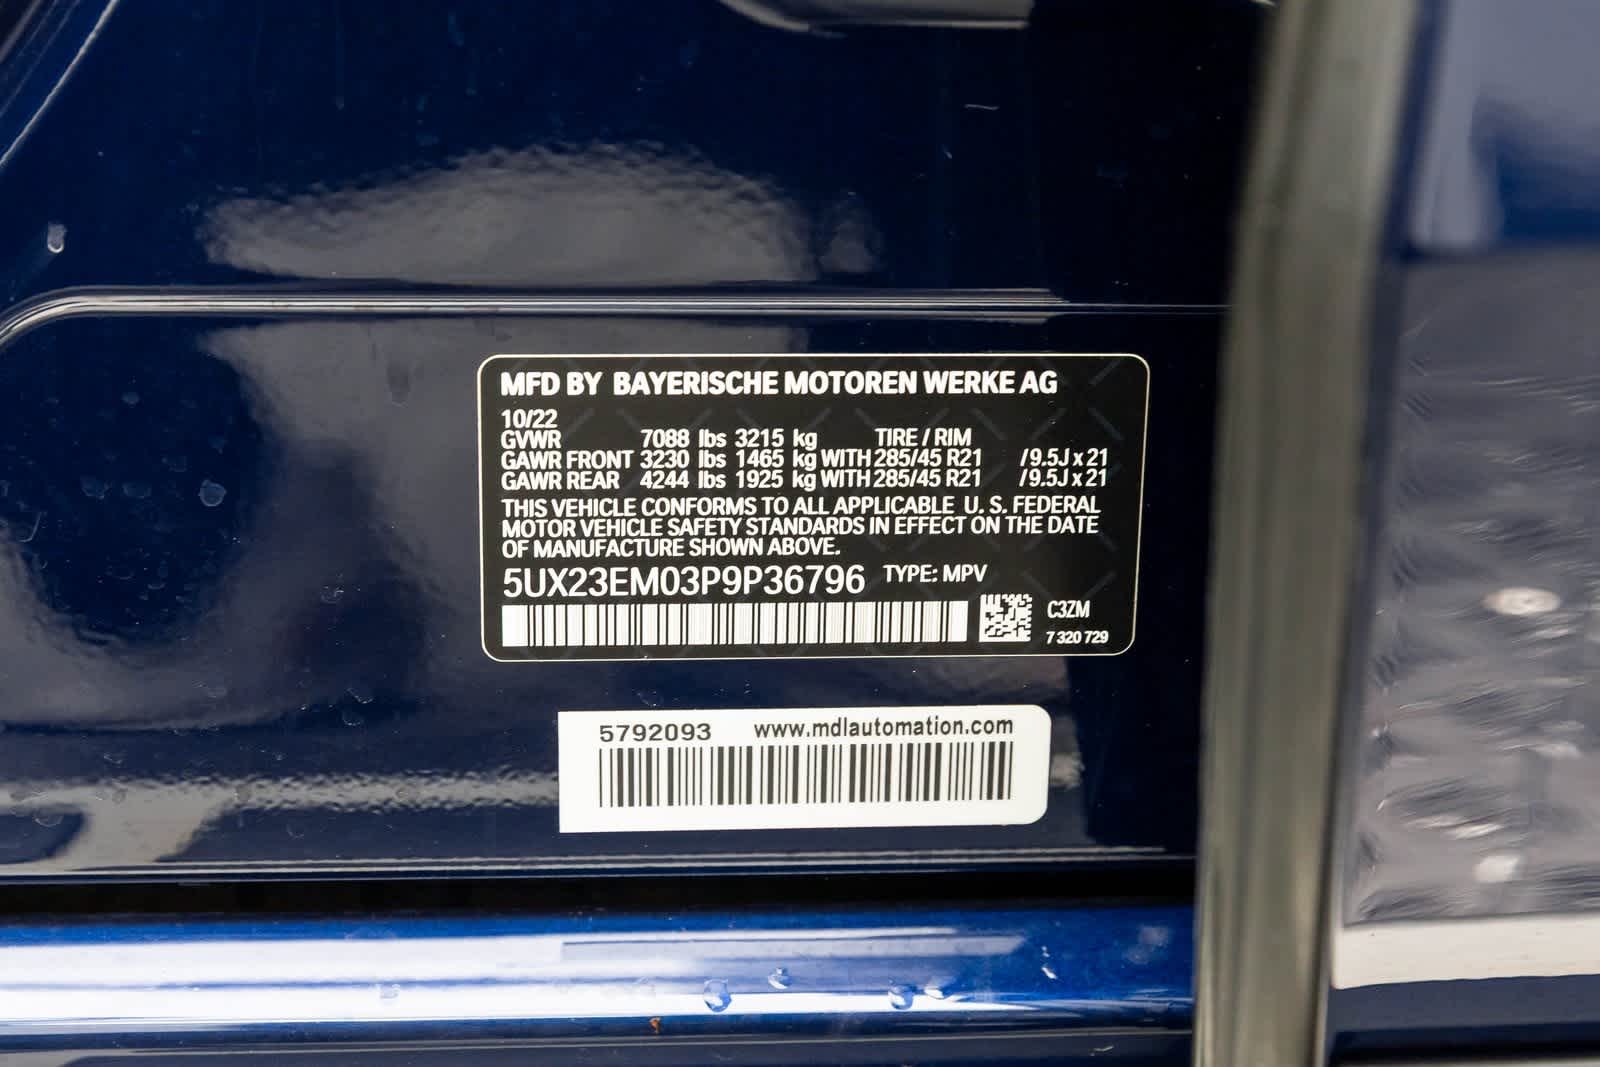 MFD BY BAYERISCHE MOTOREN WERKE AG
10/22
GVWR 7088 lbs 3215 kg TIRE / RIM
GAWR FRONT 3230 lbs 1465 kg WITH 285/45 R21 /9.5J x 21
GAWR REAR 4244 lbs 1925 kg WITH 285/45 R21 /9.5J x 21
THIS VEHICLE CONFORMS TO ALL APPLICABLE U. S. FEDERAL
MOTOR VEHICLE SAFETY STANDARDS IN EFFECT ON THE DATE
OF MANUFACTURE SHOWN ABOVE.
5UX23EM03P9P36796 TYPE: MPV
C3ZM
7 320 729
5792093 www.mdlautomation.com